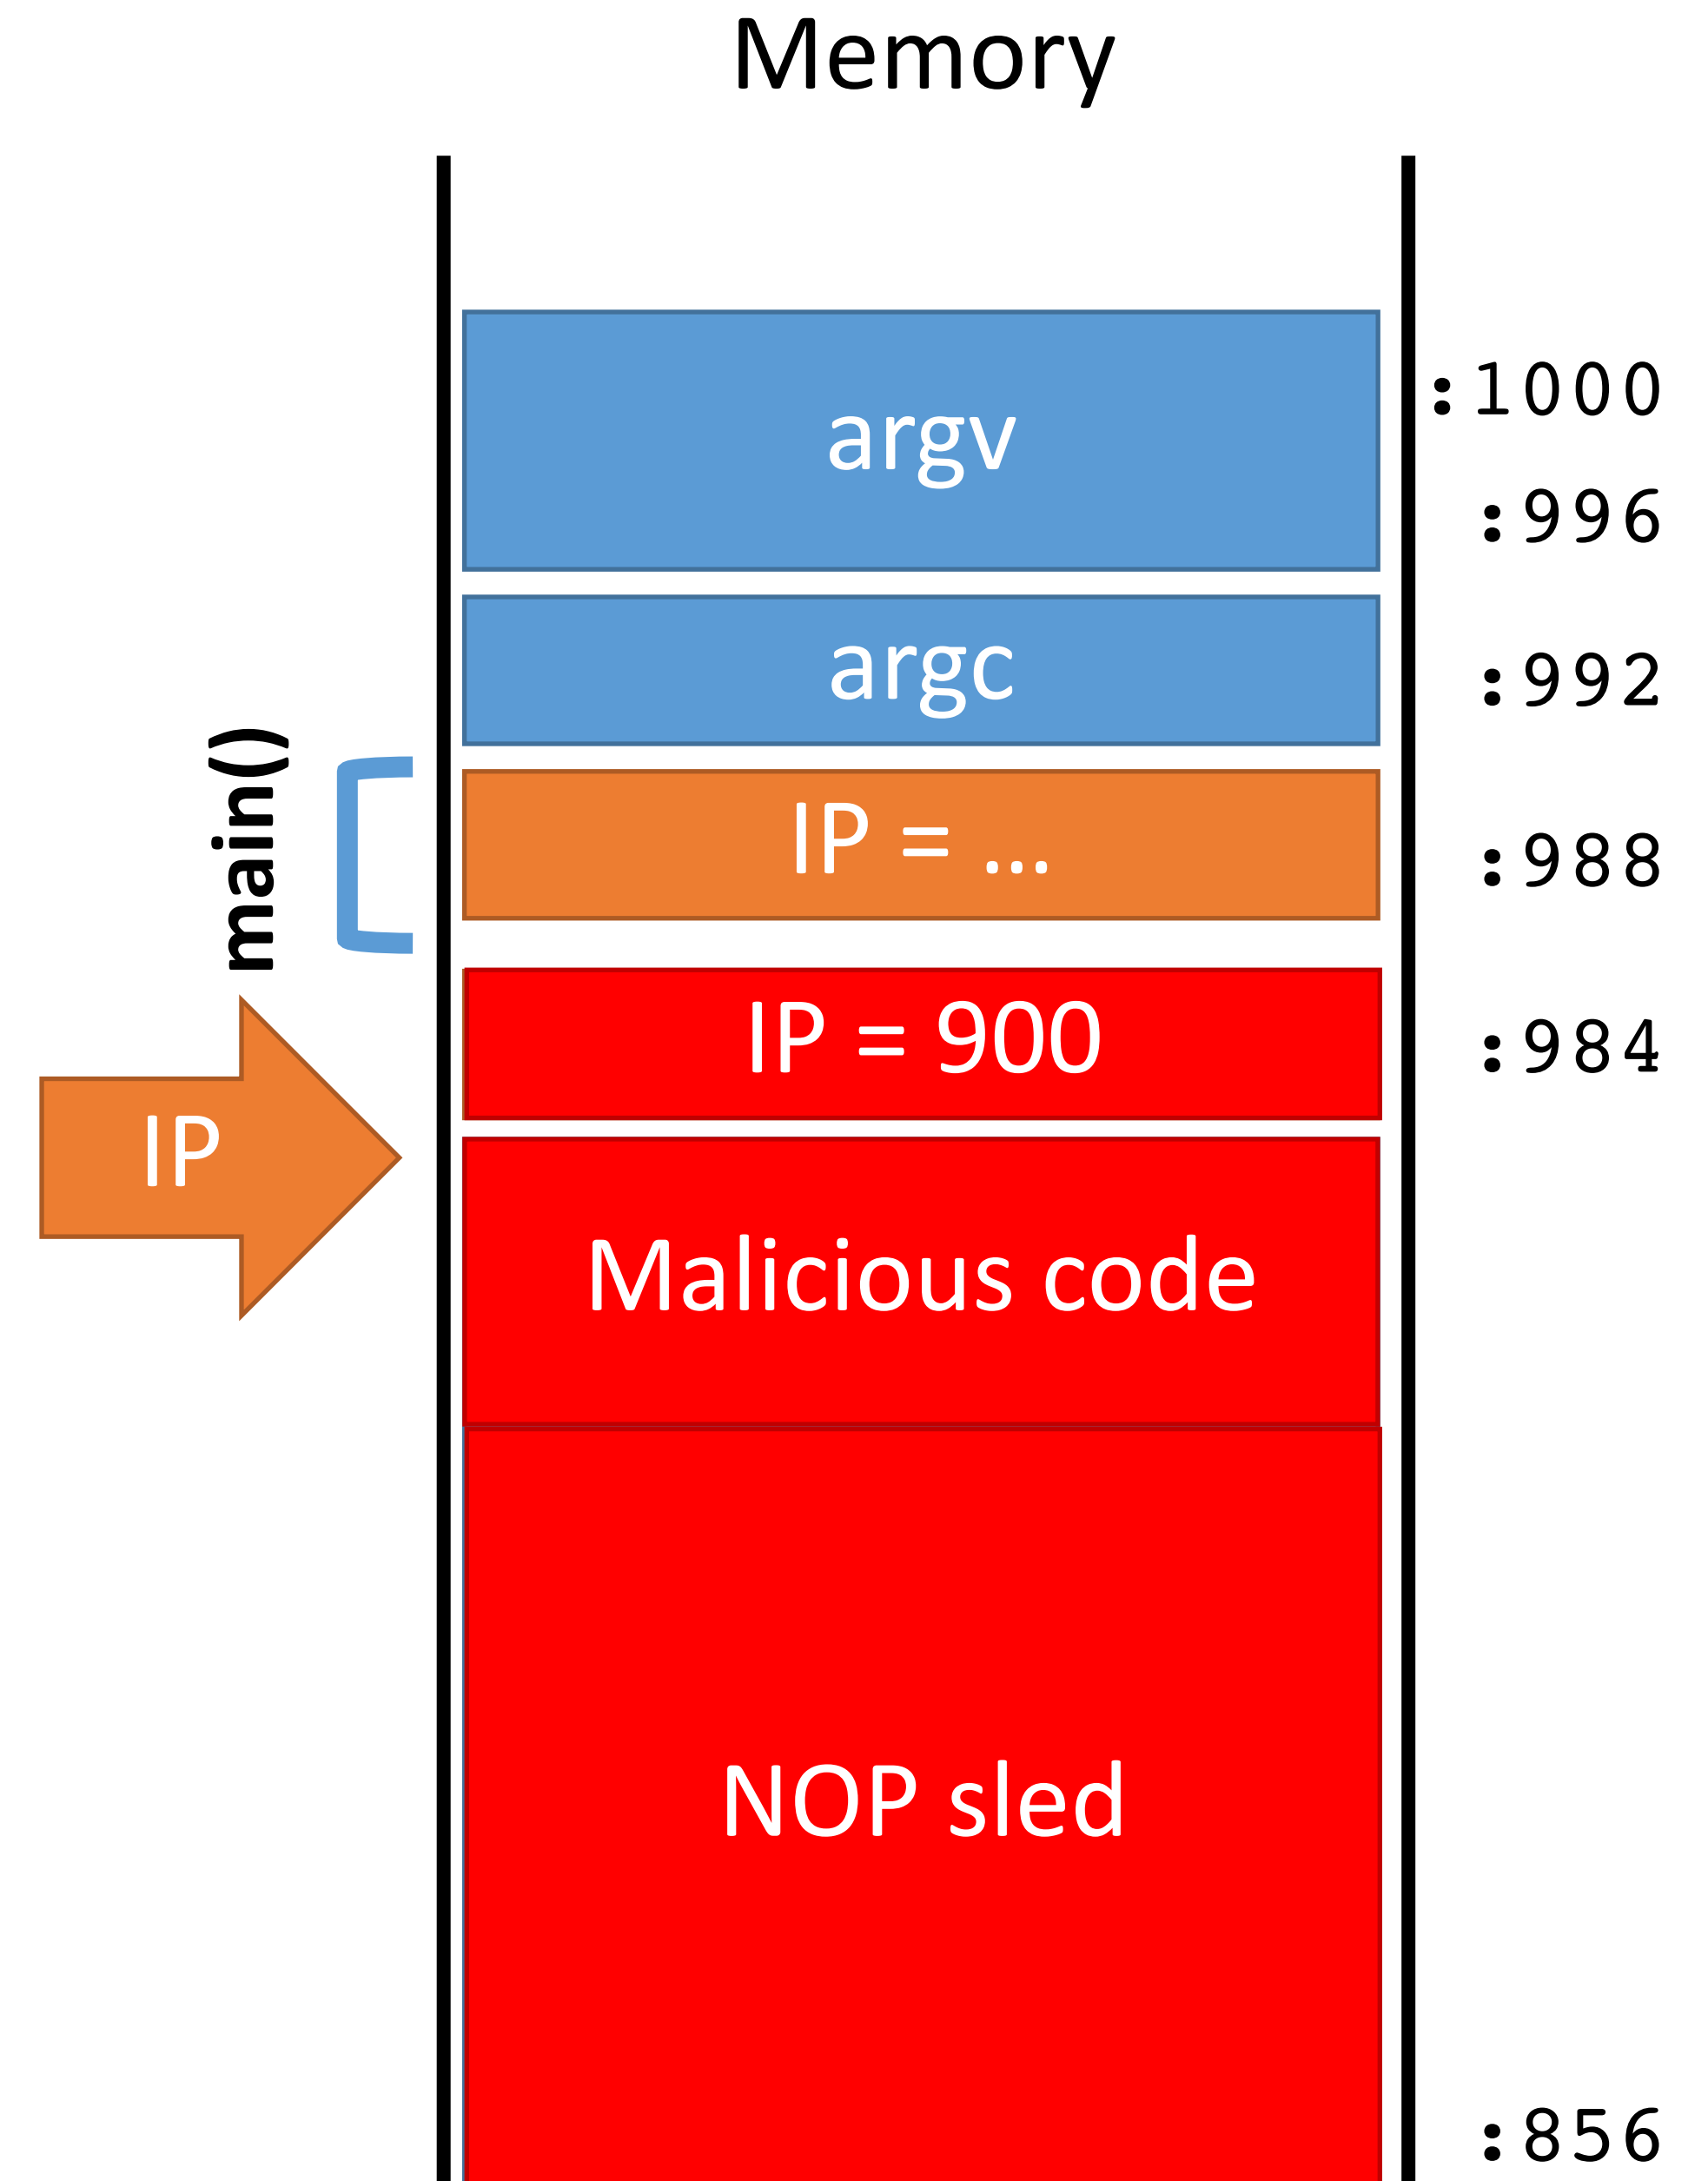 Memory
argv
:1000
:996
argc
:992
main()
IP = ...
:988
IP = 900
:984
IP
Malicious code
NOP sled
:856